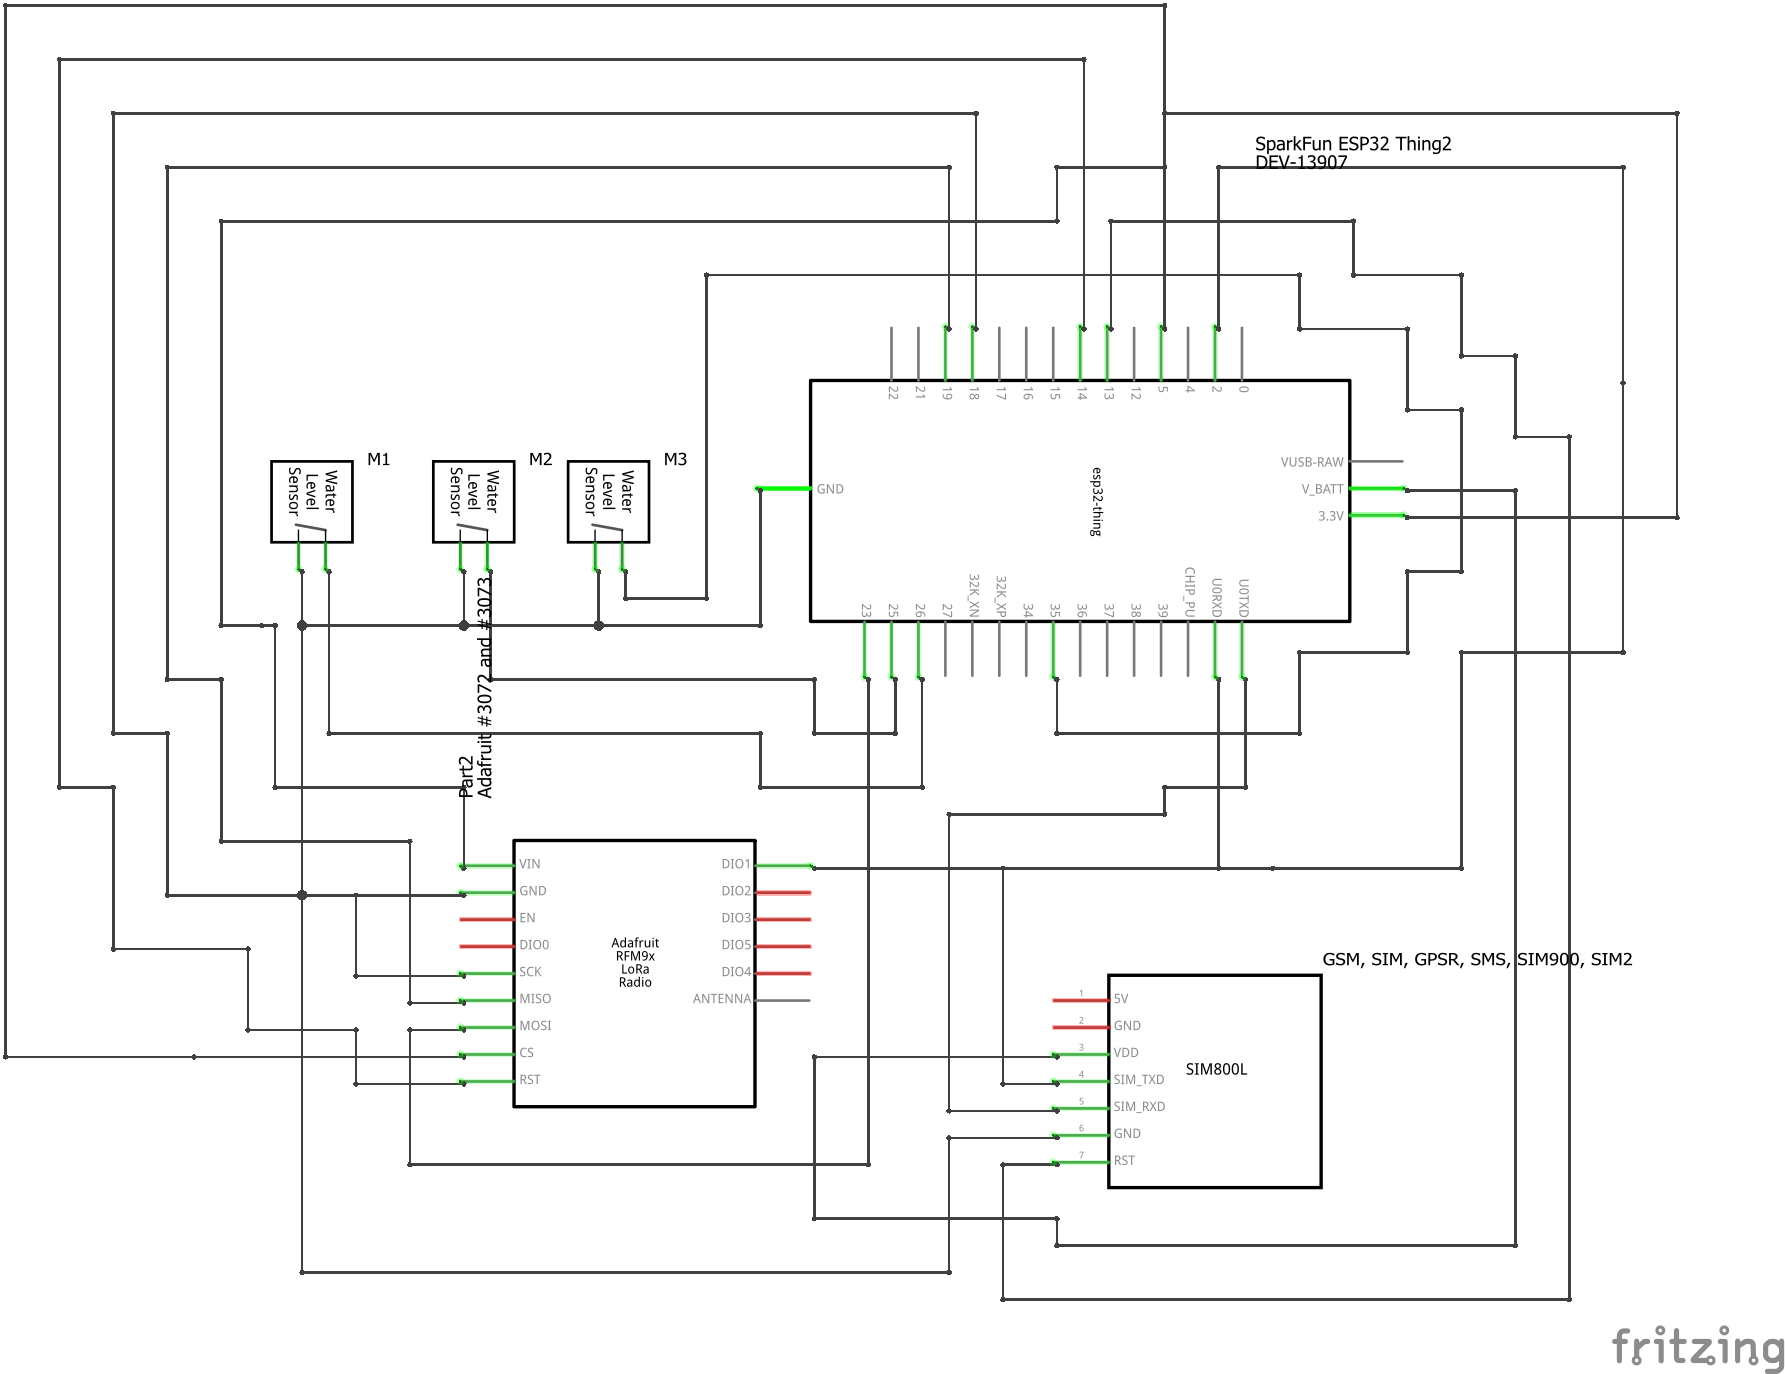 SparkFun ESP32 Thing2
DEV-13907
22
21
19
18
17
16
15
14
13
12
5
4
2
0
M1
M2
M3
Water
Level
Sensor
Water
Level
Sensor
Water
Level
Sensor
GND
esp32-thing
VUSB-RAW
V_BATT
3.3V
23
25
26
27
32K_XN
32K_XP
34
35
36
37
38
39
CHIP_PU
U0RXD
U0TXD
Part2
Adafruit #3072 and #3073
VIN
GND
EN
DIO0
SCK
MISO
MOSI
CS
RST
Adafruit
RFM9x
LoRa
Radio
DIO1
DIO2
DIO3
DIO5
DIO4
ANTENNA
GSM, SIM, GPSR, SMS, SIM900, SIM2
1 5V
2 GND
3 VDD
4 SIM_TXD
5 SIM_RXD
6 GND
7 RST
SIM800L
fritzing